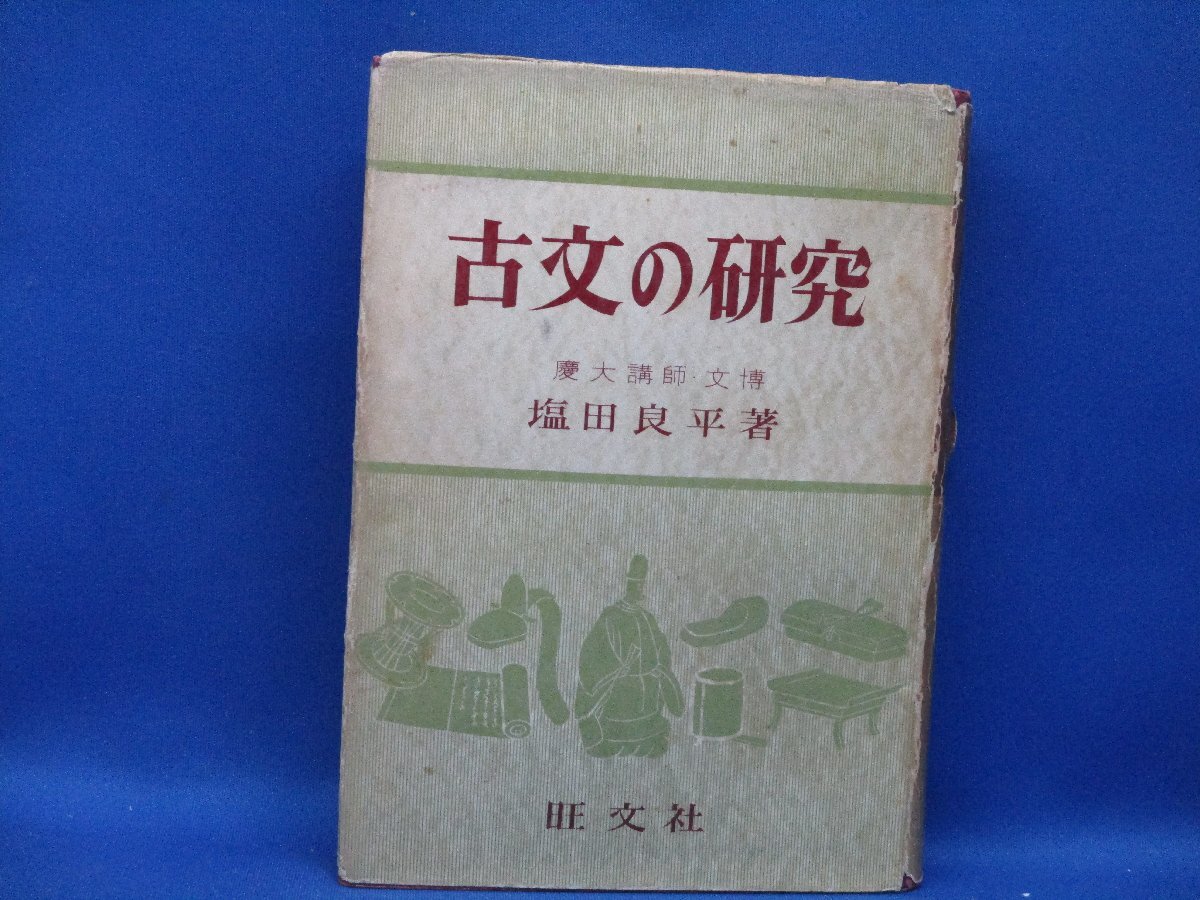 古文の研究
慶大講師・文博
塩田良平著
旺文社